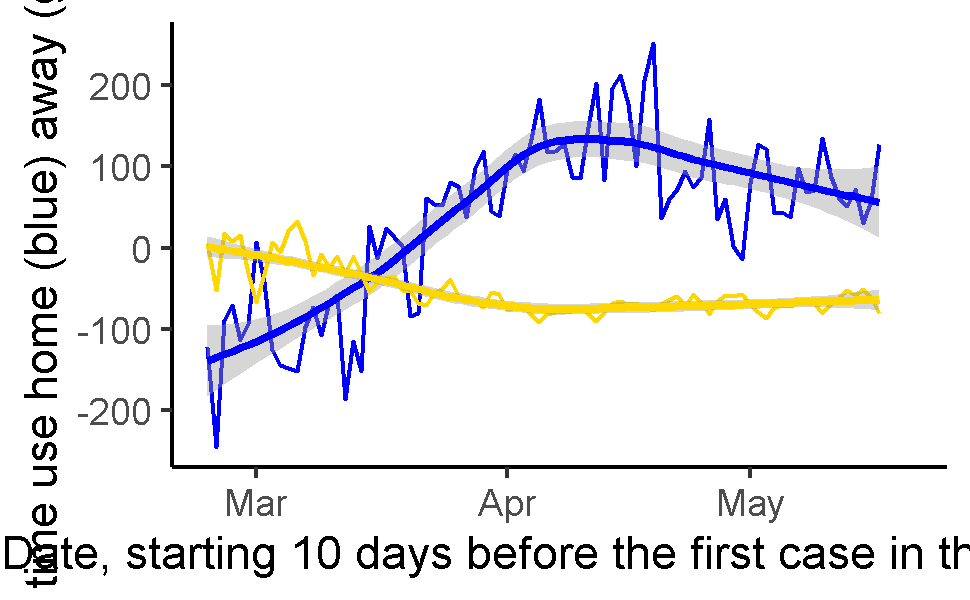 time use home (blue) away (
200
100
0
-100
-200
Mar Apr May
Date, starting 10 days before the first case in th